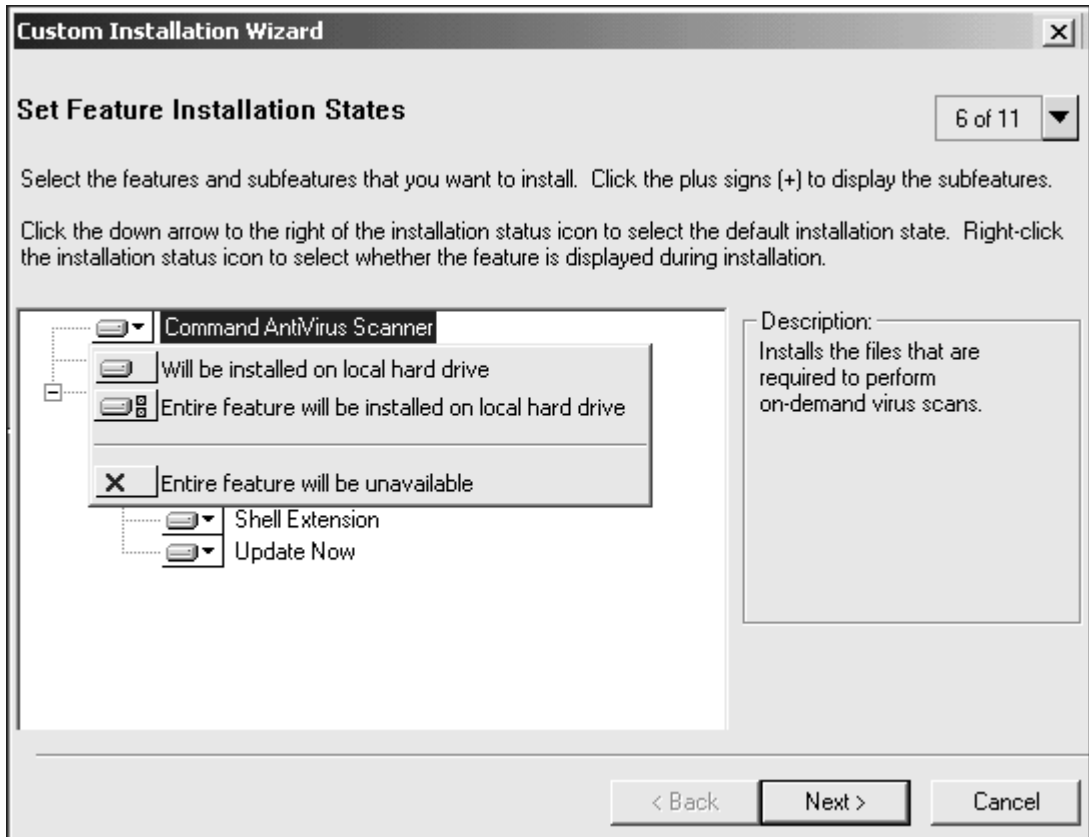 Custom Installation Wizard
Set Feature Installation States
6 of 11
Select the features and subfeatures that you want to install. Click the plus signs (+) to display the subfeatures.
Click the down arrow to the right of the installation status icon to select the default installation state. Right-click
the installation status icon to select whether the feature is displayed during installation.
Command AntiVirus Scanner
Will be installed on local hard drive
Entire feature will be installed on local hard drive
Entire feature will be unavailable
Shell Extension
Update Now
Description:
Installs the files that are
required to perform
on-demand virus scans.
< Back
Next >
Cancel